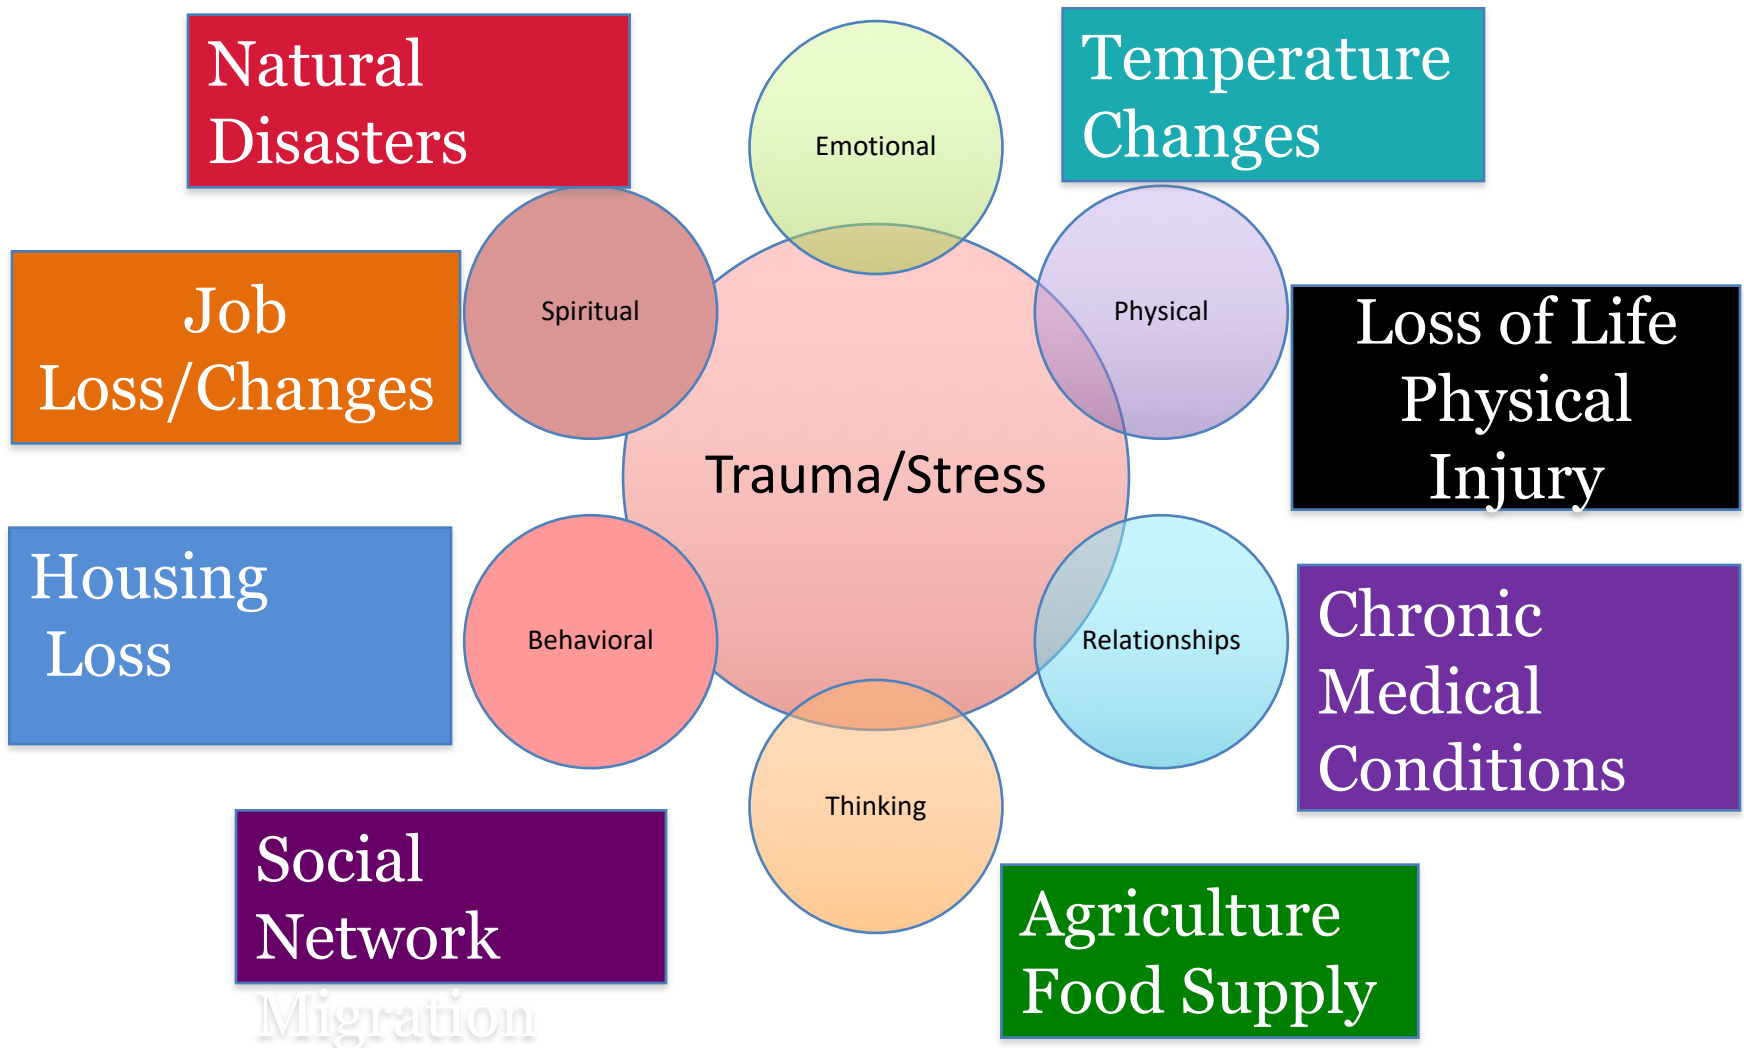 Natural
Disasters
Emotional
Temperature
Changes
Spiritual
Physical
Job
Loss/Changes
Loss of Life
Physical
Injury
Trauma/Stress
Housing
Loss
Behavioral
Relationships
Chronic
Medical
Conditions
Thinking
Social
Network
Migration
Agriculture
Food Supply